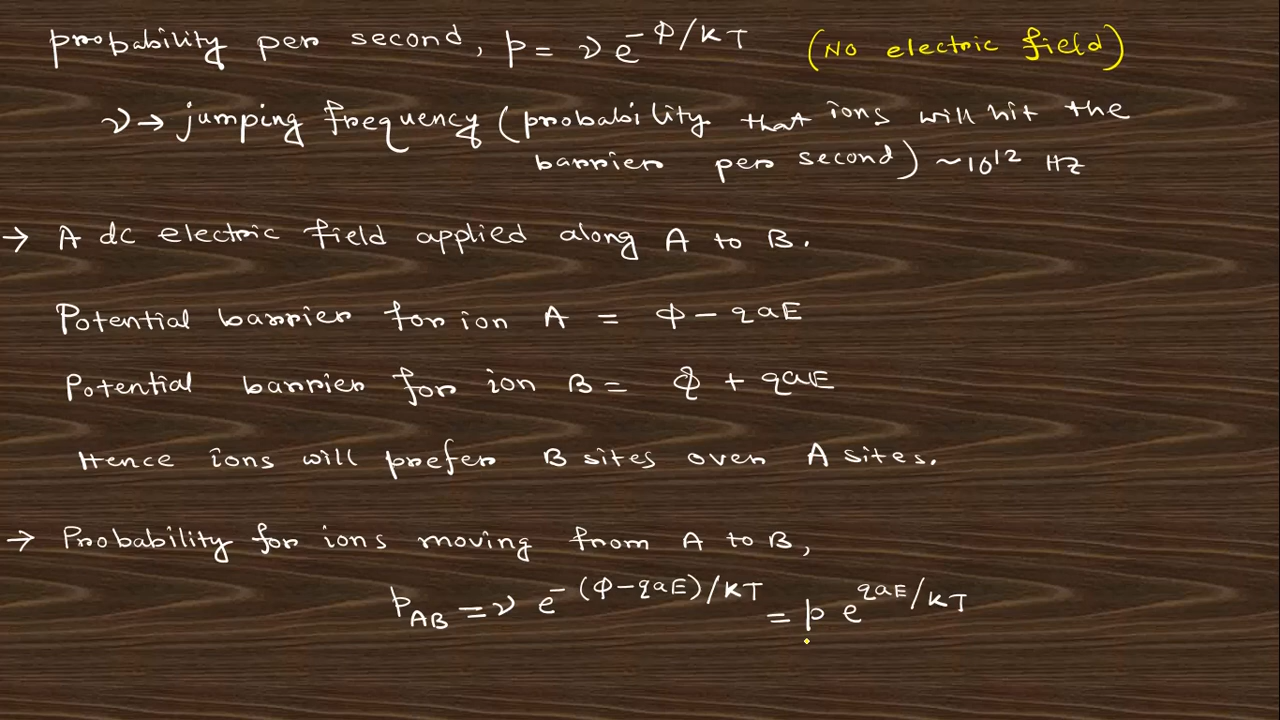 probability per second, p = ν e^{-Φ/KT} (No electric field)
ν → jumping frequency (probability that ions will hit the
barrier per second) ~10^{12} Hz
→ A dc electric field applied along A to B.
Potential barrier for ion A = Φ - qaE
Potential barrier for ion B = Φ + qaE
Hence ions will prefer B sites over A sites.
→ Probability for ions moving from A to B,
p_{AB} = ν e^{-(Φ-qaE)/KT} = p e^{qaE/KT}